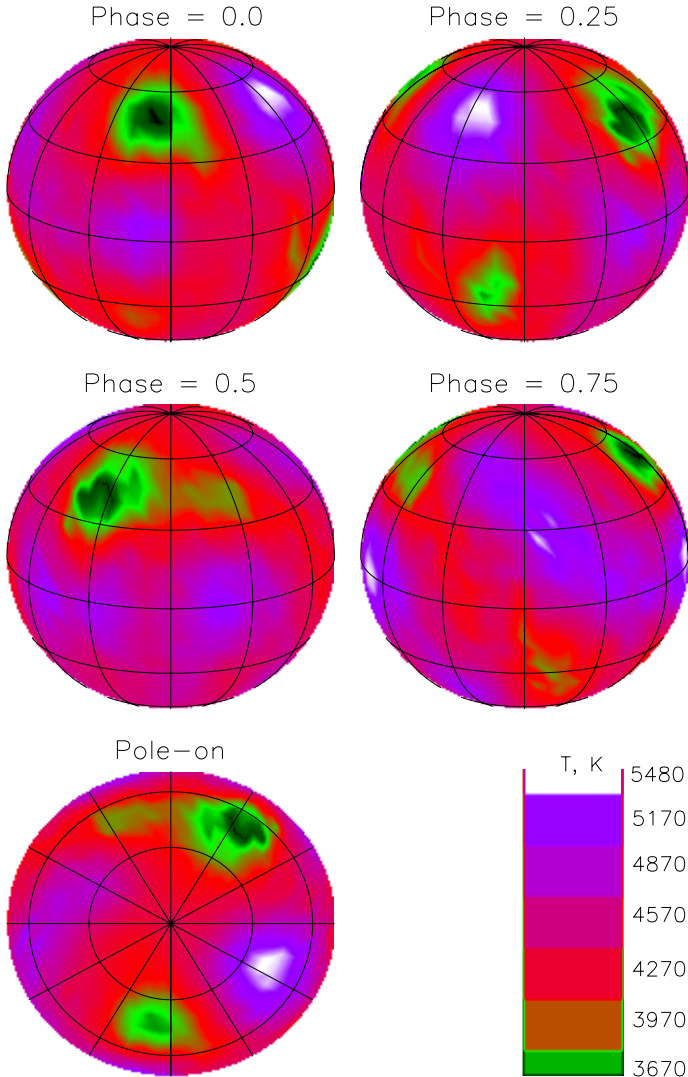 Phase = 0.0
Phase = 0.25
Phase = 0.5
Phase = 0.75
Pole-on
T, K
5480
5170
4870
4570
4270
3970
3670